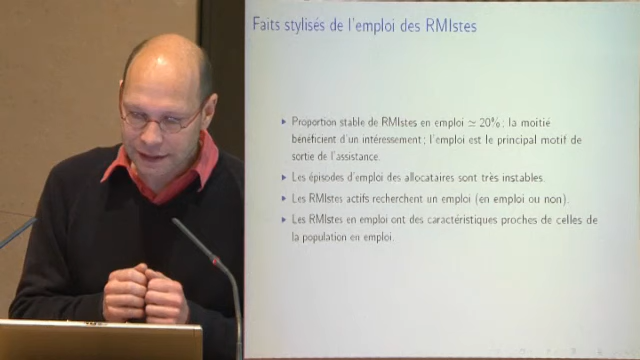 Faits stylisés de l'emploi des RMIstes
Proportion stable de RMIstes en emploi ≃ 20% ; la moitié
bénéficient d'un intéressement ; l'emploi est le principal motif de
sortie de l'assistance.
Les épisodes d'emploi des allocataires sont très instables.
Les RMIstes actifs recherchent un emploi (en emploi ou non).
Les RMIstes en emploi ont des caractéristiques proches de celles de
la population en emploi.